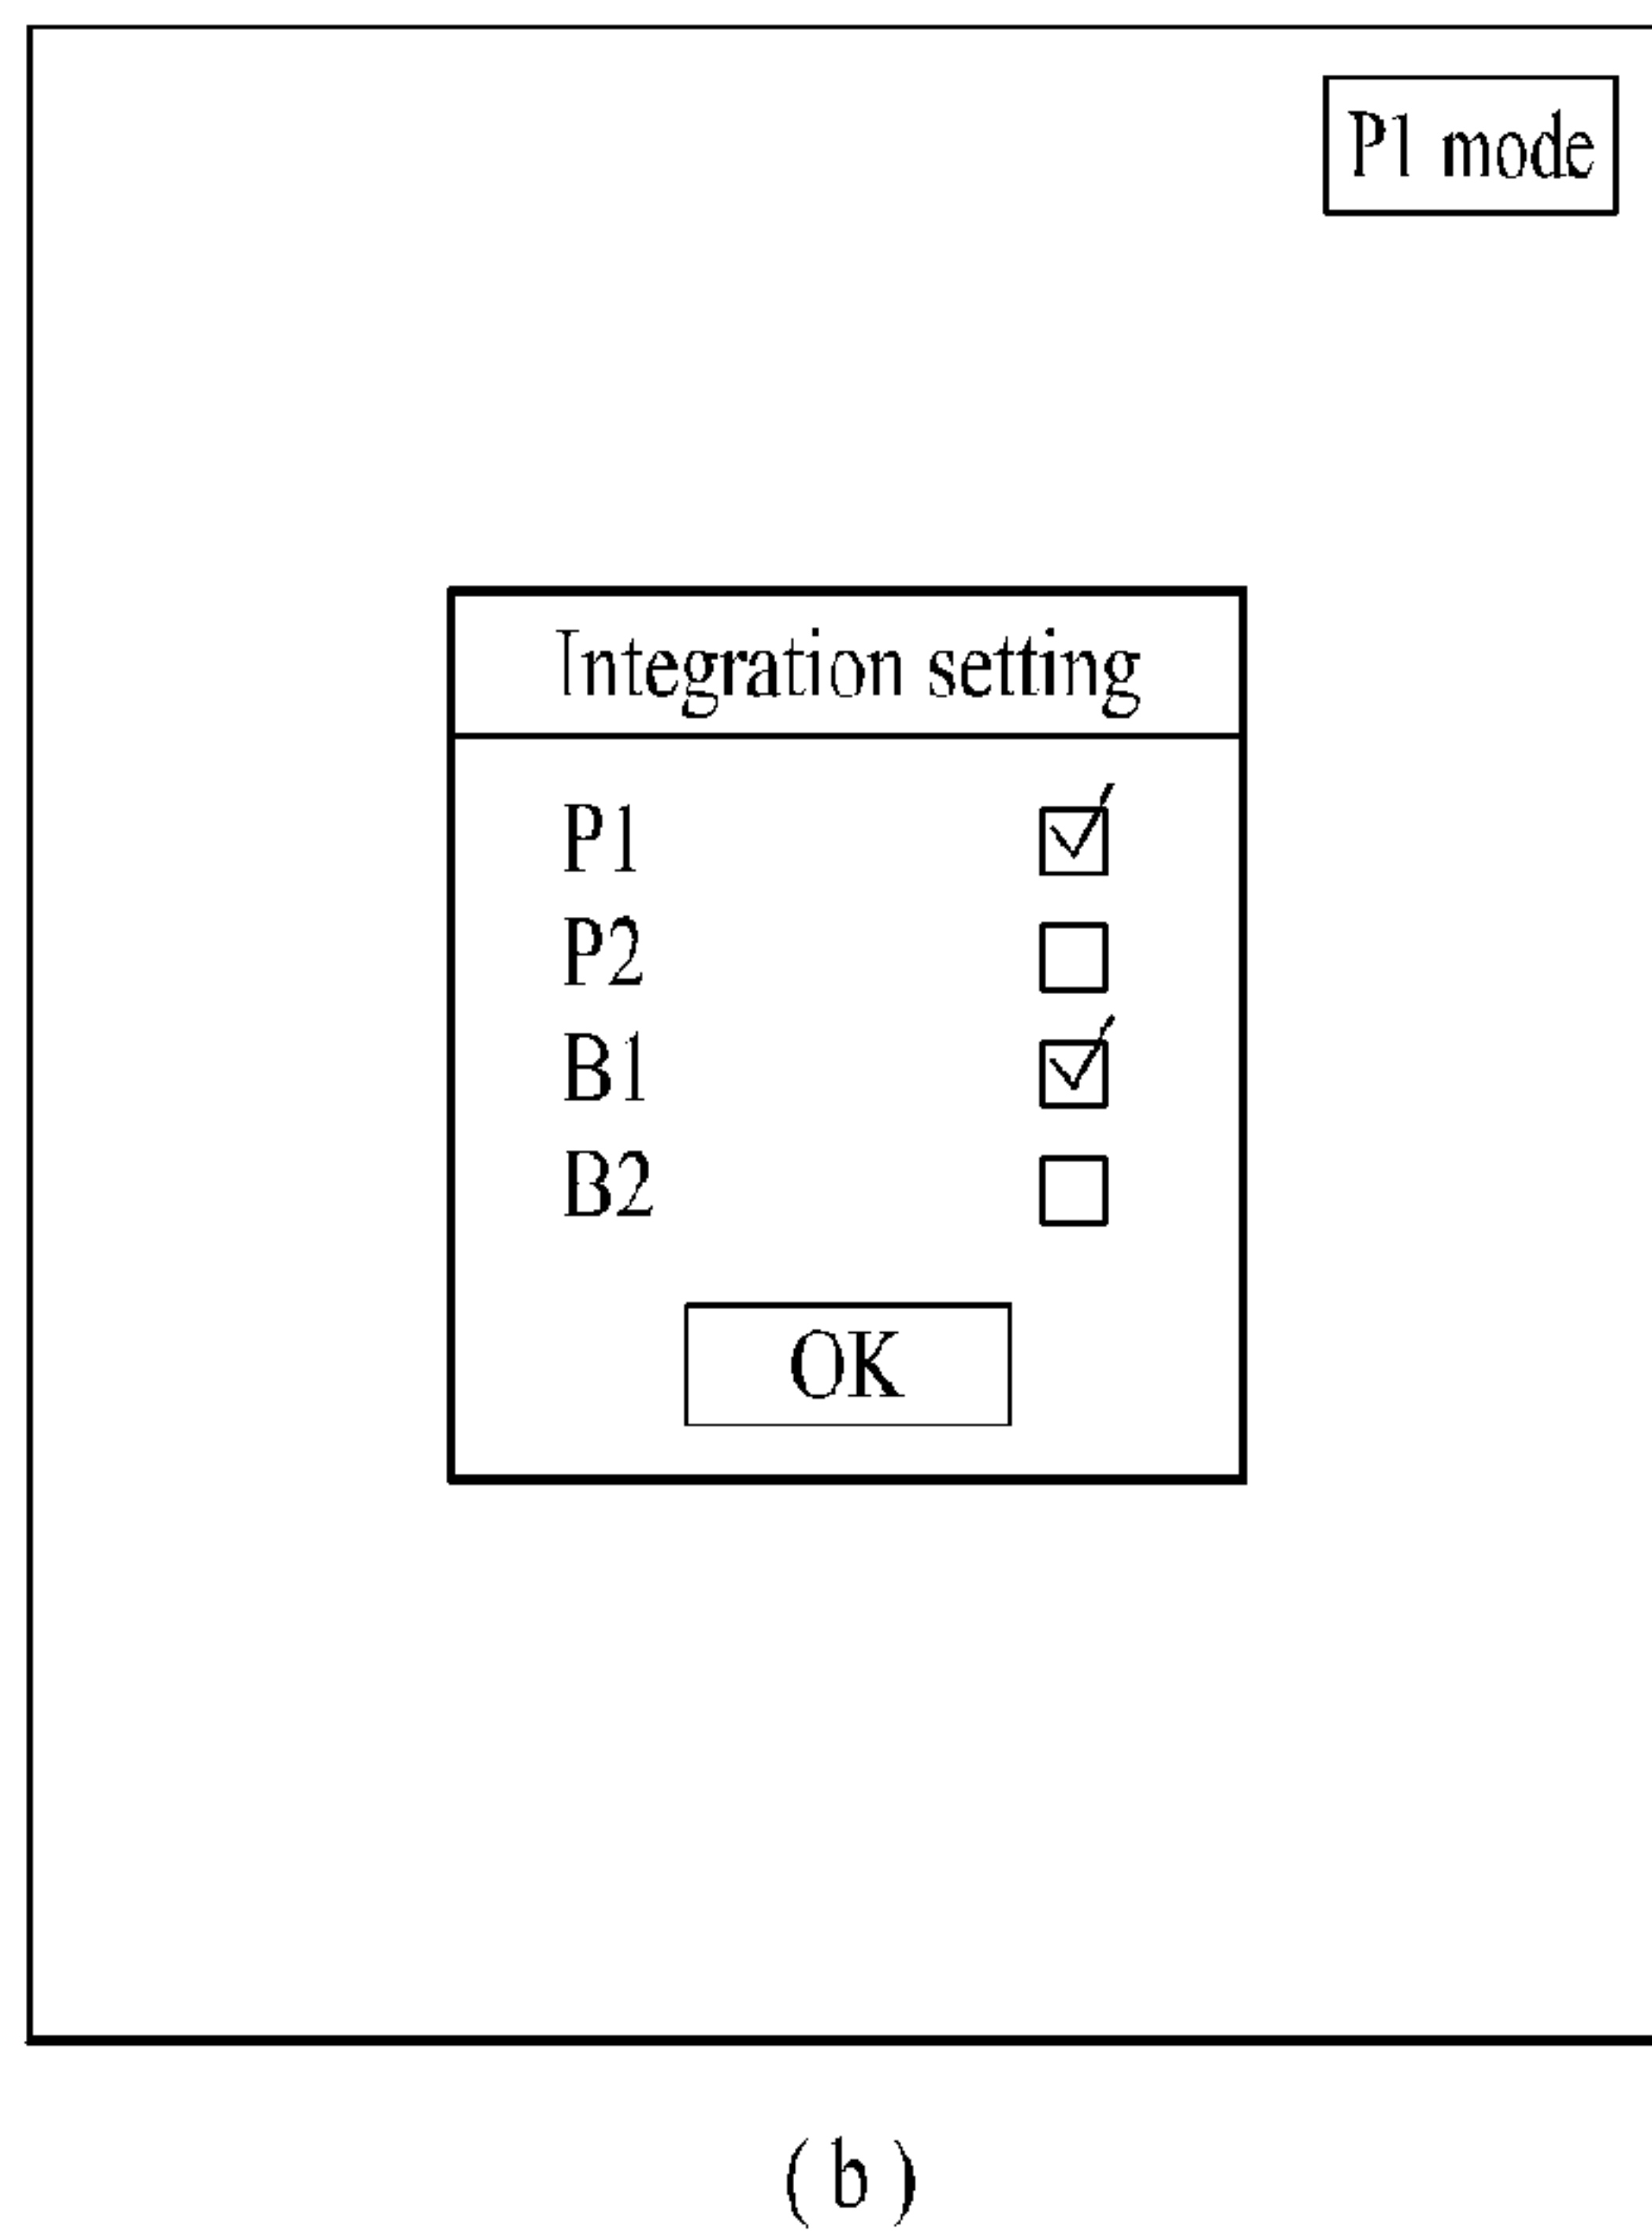 P1 mode
Integration setting
P1
P2
B1
B2
OK
(b)